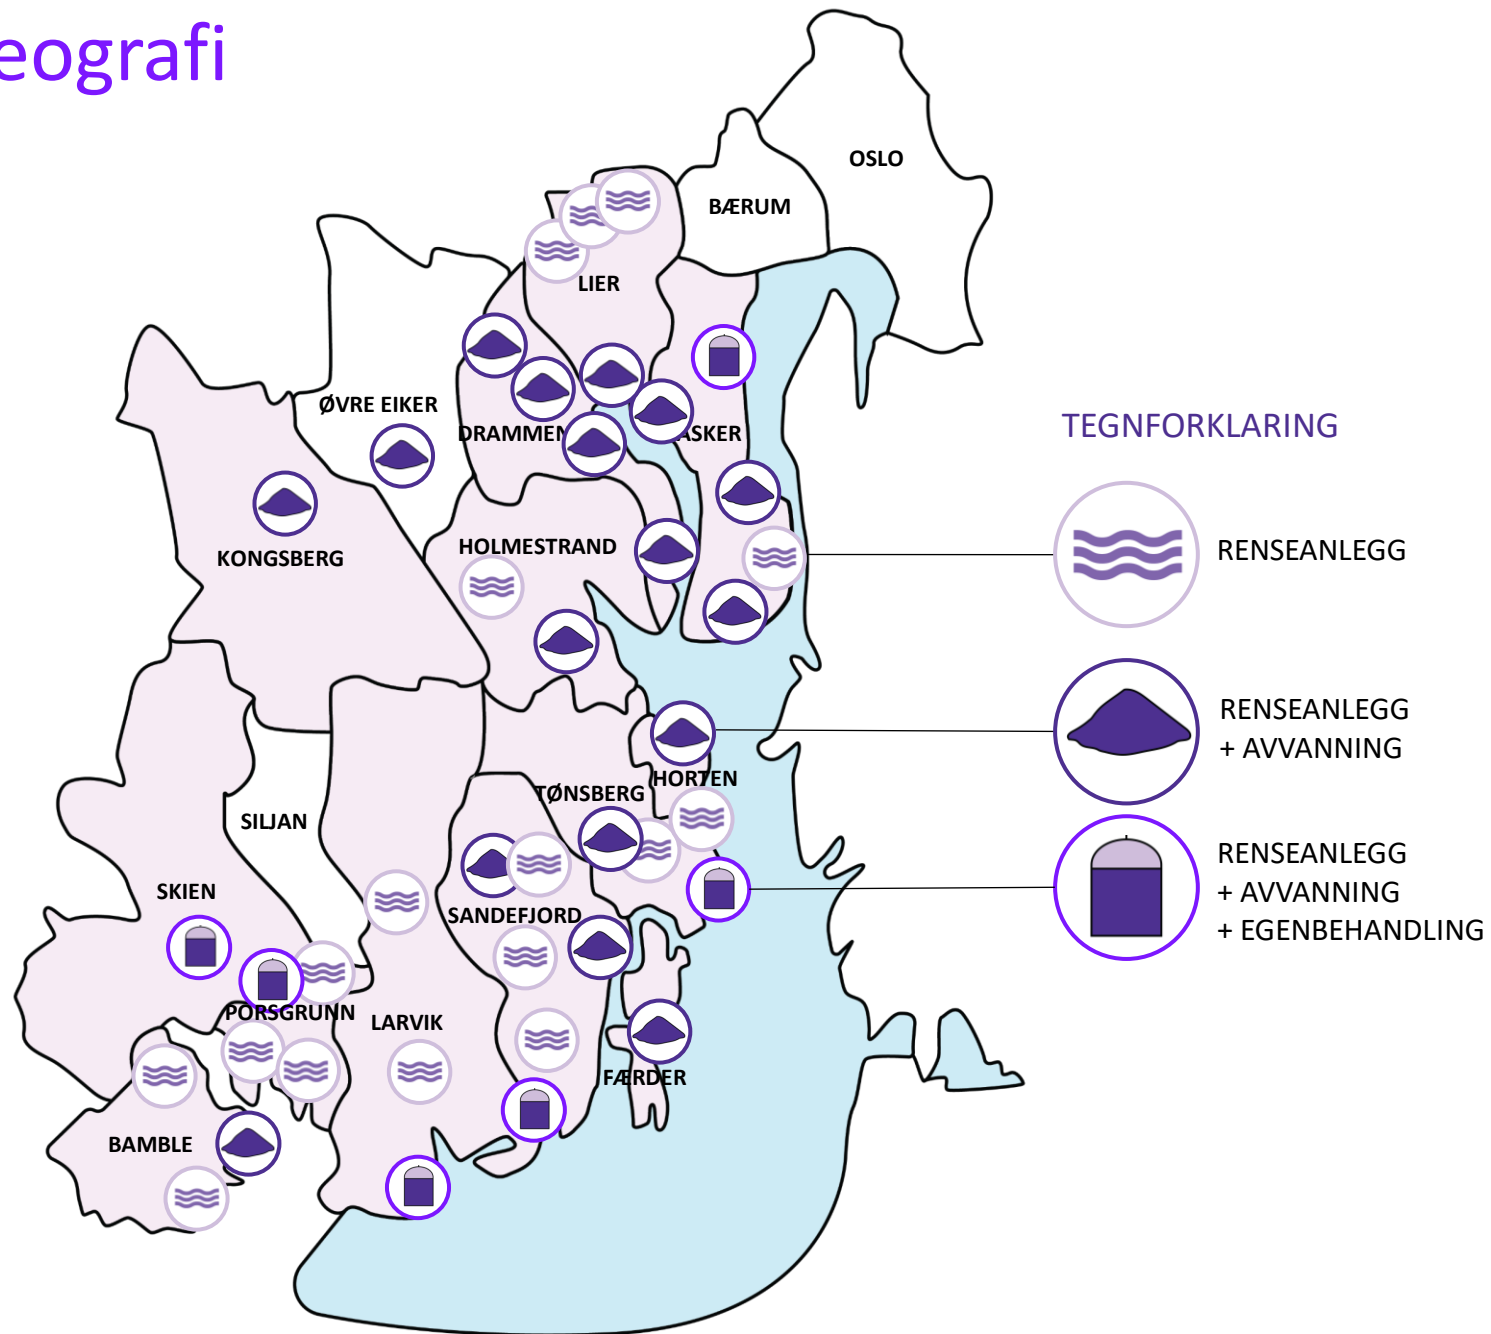 eografi
OSLO
BÆRUM
LIER
ØVRE EIKER
DRAMMEN
ASKER
KONGSBERG
HOLMESTRAND
HORTEN
TØNSBERG
SILJAN
SKIEN
SANDEFJORD
PORSGRUNN
LARVIK
FÆRDER
BAMBLE
TEGNFORKLARING
RENSEANLEGG
RENSEANLEGG
+ AVVANNING
RENSEANLEGG
+ AVVANNING
+ EGENBEHANDLING